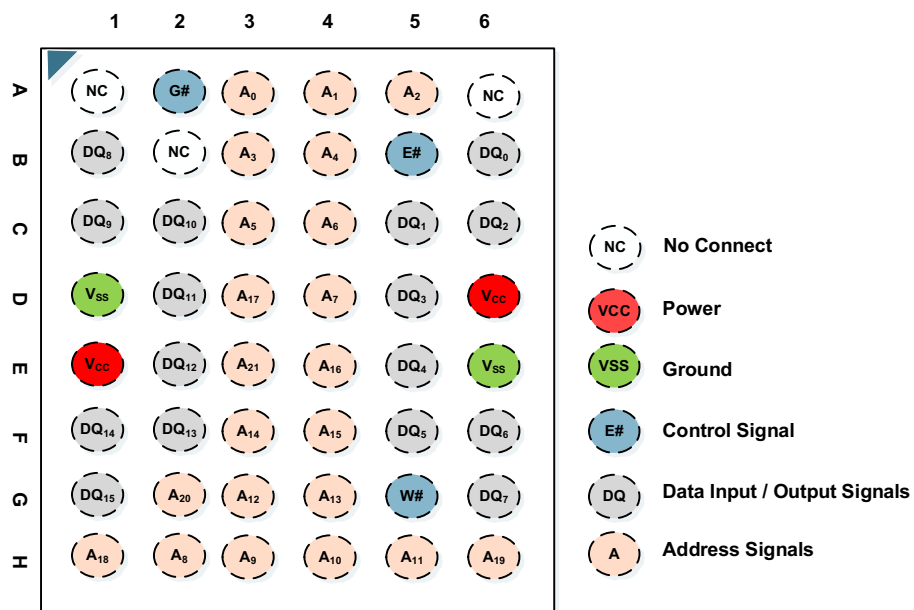 1 2 3 4 5 6
A NC G# A₀ A₁ A₂ NC
B DQ₈ NC A₃ A₄ E# DQ₀
C DQ₉ DQ₁₀ A₅ A₆ DQ₁ DQ₂
D VSS DQ₁₁ A₁₇ A₇ DQ₃ VCC
E VCC DQ₁₂ A₂₁ A₁₆ DQ₄ VSS
F DQ₁₄ DQ₁₃ A₁₄ A₁₅ DQ₅ DQ₆
G DQ₁₅ A₂₀ A₁₂ A₁₃ W# DQ₇
H A₁₈ A₈ A₉ A₁₀ A₁₁ A₁₉
NC No Connect
VCC Power
VSS Ground
E# Control Signal
DQ Data Input / Output Signals
A Address Signals